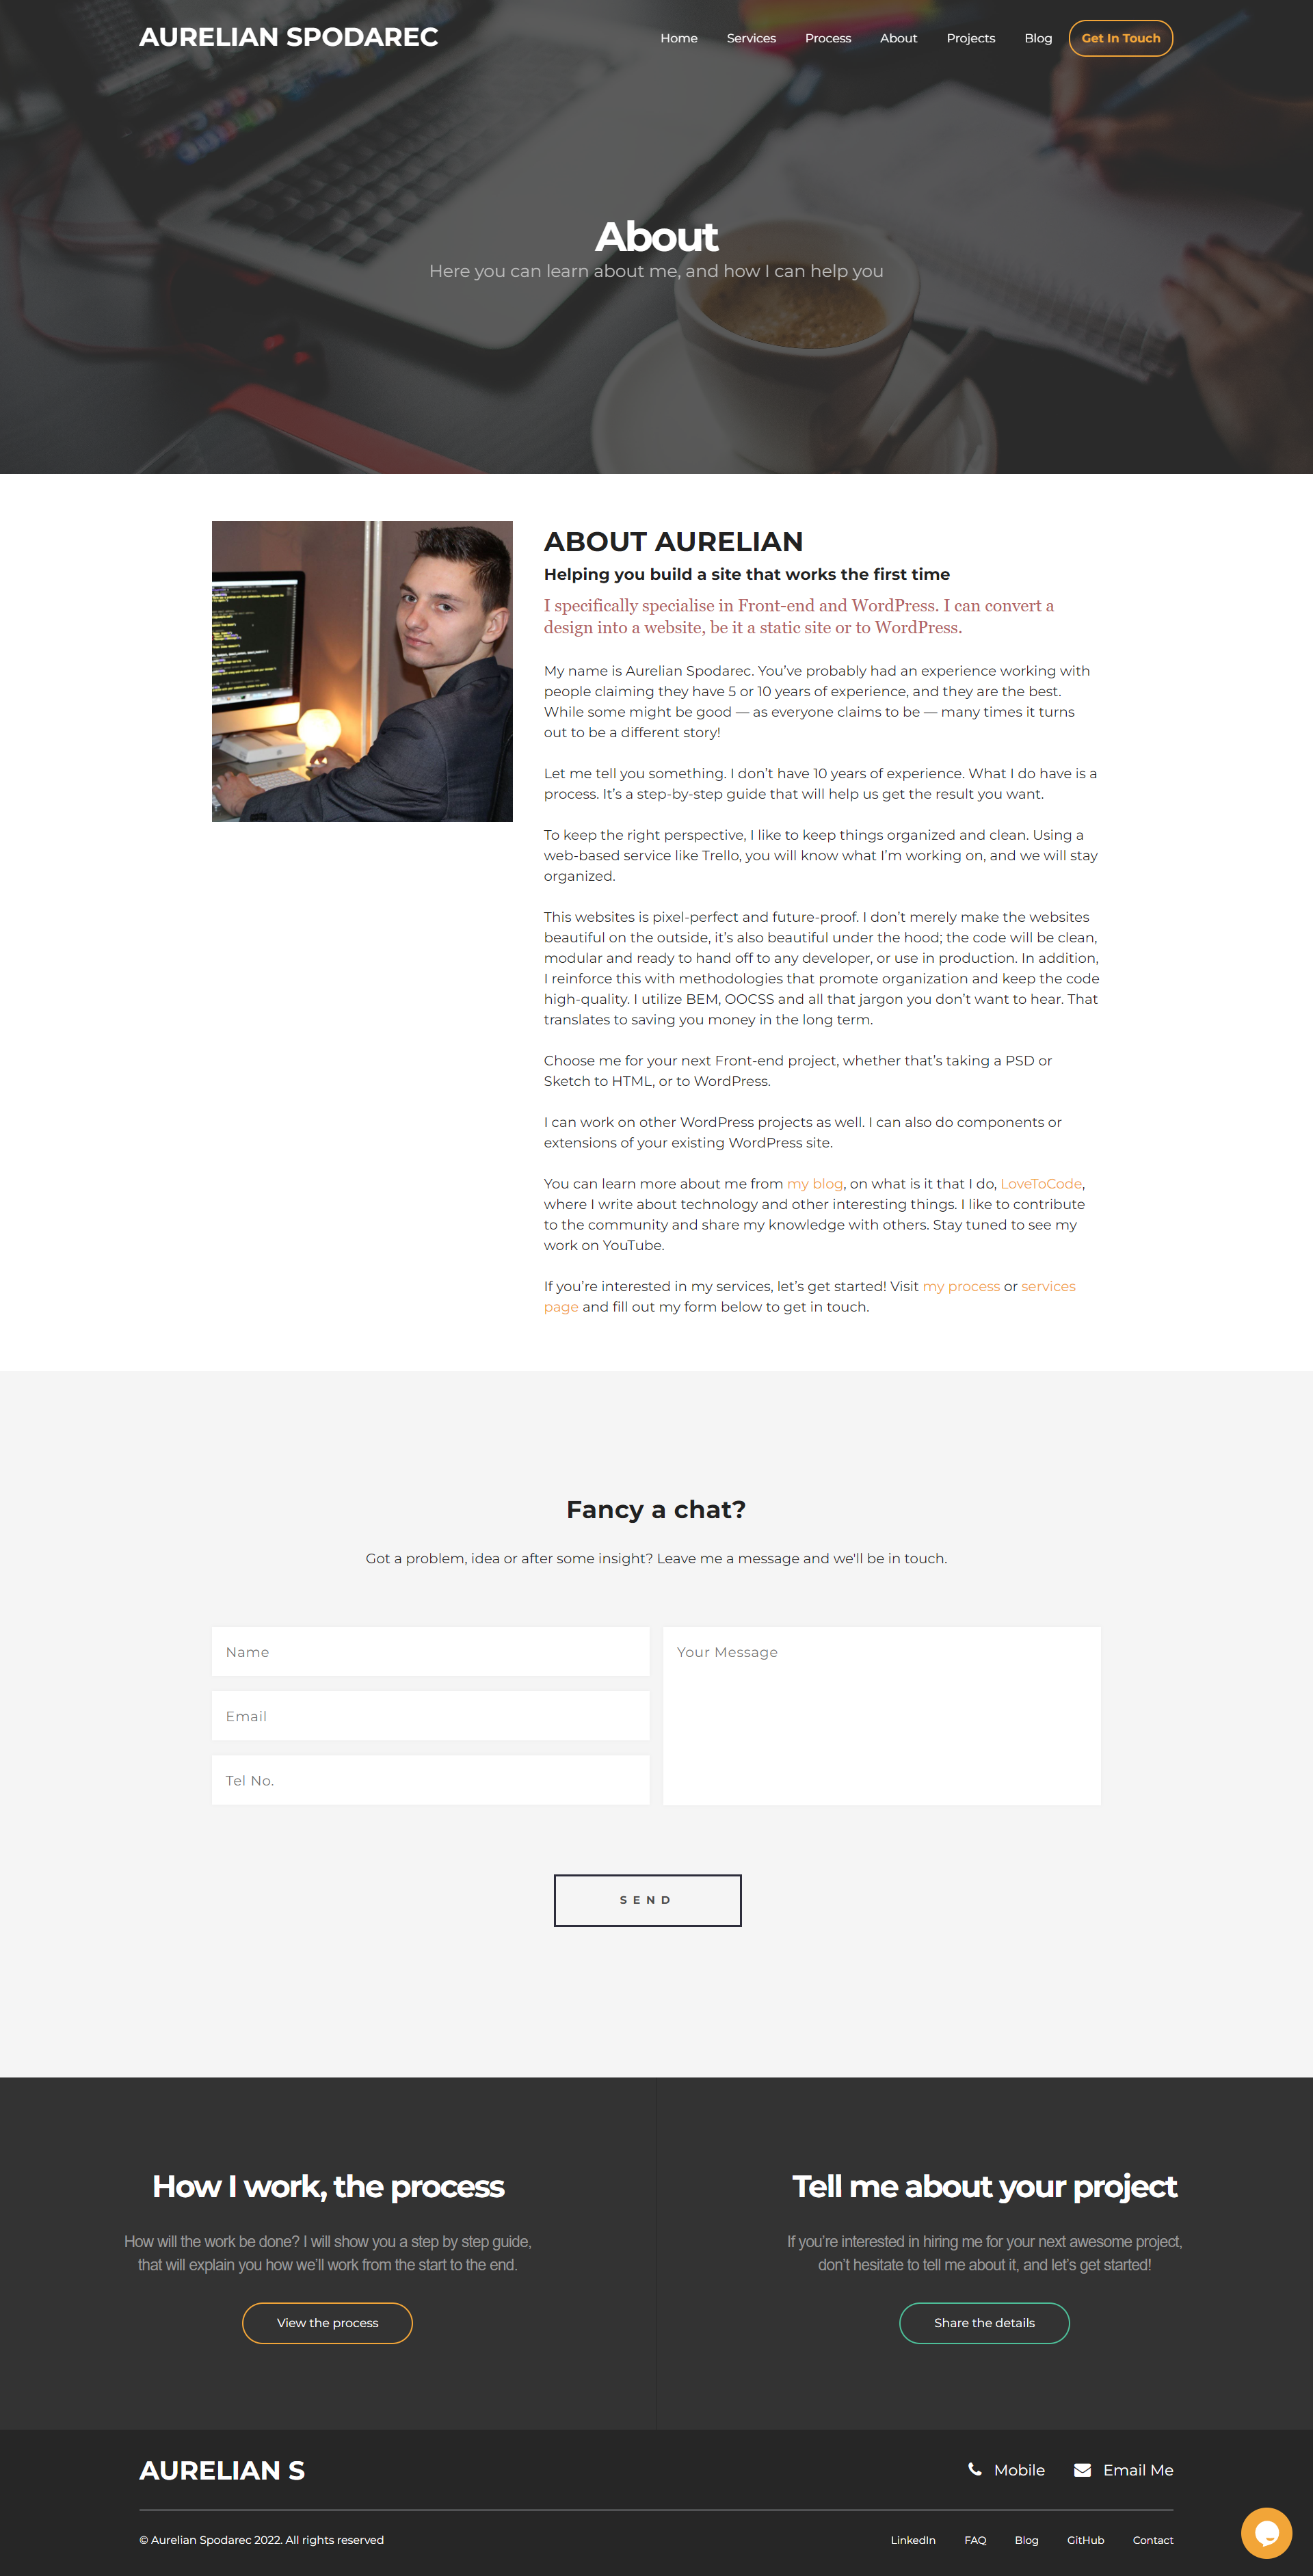 AURELIAN SPODAREC
Home Services Process About Projects Blog Get In Touch
About
Here you can learn about me, and how I can help you
ABOUT AURELIAN
Helping you build a site that works the first time
I specifically specialise in Front-end and WordPress. I can convert a
design into a website, be it a static site or to WordPress.
My name is Aurelian Spodarec. You’ve probably had an experience working with
people claiming they have 5 or 10 years of experience, and they are the best.
While some might be good — as everyone claims to be — many times it turns
out to be a different story!
Let me tell you something. I don’t have 10 years of experience. What I do have is a
process. It’s a step-by-step guide that will help us get the result you want.
To keep the right perspective, I like to keep things organized and clean. Using a
web-based service like Trello, you will know what I’m working on, and we will stay
organized.
This websites is pixel-perfect and future-proof. I don’t merely make the websites
beautiful on the outside, it’s also beautiful under the hood; the code will be clean,
modular and ready to hand off to any developer, or use in production. In addition,
I reinforce this with methodologies that promote organization and keep the code
high-quality. I utilize BEM, OOCSS and all that jargon you don’t want to hear. That
translates to saving you money in the long term.
Choose me for your next Front-end project, whether that’s taking a PSD or
Sketch to HTML, or to WordPress.
I can work on other WordPress projects as well. I can also do components or
extensions of your existing WordPress site.
You can learn more about me from my blog, on what is it that I do, LoveToCode,
where I write about technology and other interesting things. I like to contribute
to the community and share my knowledge with others. Stay tuned to see my
work on YouTube.
If you’re interested in my services, let’s get started! Visit my process or services
page and fill out my form below to get in touch.
Fancy a chat?
Got a problem, idea or after some insight? Leave me a message and we'll be in touch.
Name
Your Message
Email
Tel No.
SEND
How I work, the process
How will the work be done? I will show you a step by step guide,
that will explain you how we’ll work from the start to the end.
View the process
Tell me about your project
If you’re interested in hiring me for your next awesome project,
don’t hesitate to tell me about it, and let’s get started!
Share the details
AURELIAN S
Mobile Email Me
© Aurelian Spodarec 2022. All rights reserved
LinkedIn FAQ Blog GitHub Contact